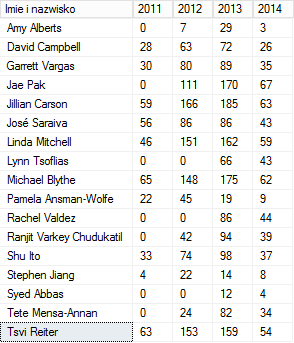 Imie i nazwisko 2011 2012 2013 2014
Amy Alberts 0 7 29 3
David Campbell 28 63 72 26
Garrett Vargas 30 80 89 35
Jae Pak 0 111 170 67
Jillian Carson 59 166 185 63
José Saraiva 56 86 86 43
Linda Mitchell 46 151 162 59
Lynn Tsoflias 0 0 66 43
Michael Blythe 65 148 175 62
Pamela Ansman-Wolfe 22 45 19 9
Rachel Valdez 0 0 86 44
Ranjit Varkey Chudukatil 0 42 94 39
Shu Ito 33 74 98 37
Stephen Jiang 4 22 14 8
Syed Abbas 0 0 12 4
Tete Mensa-Annan 0 24 82 34
Tsvi Reiter 63 153 159 54